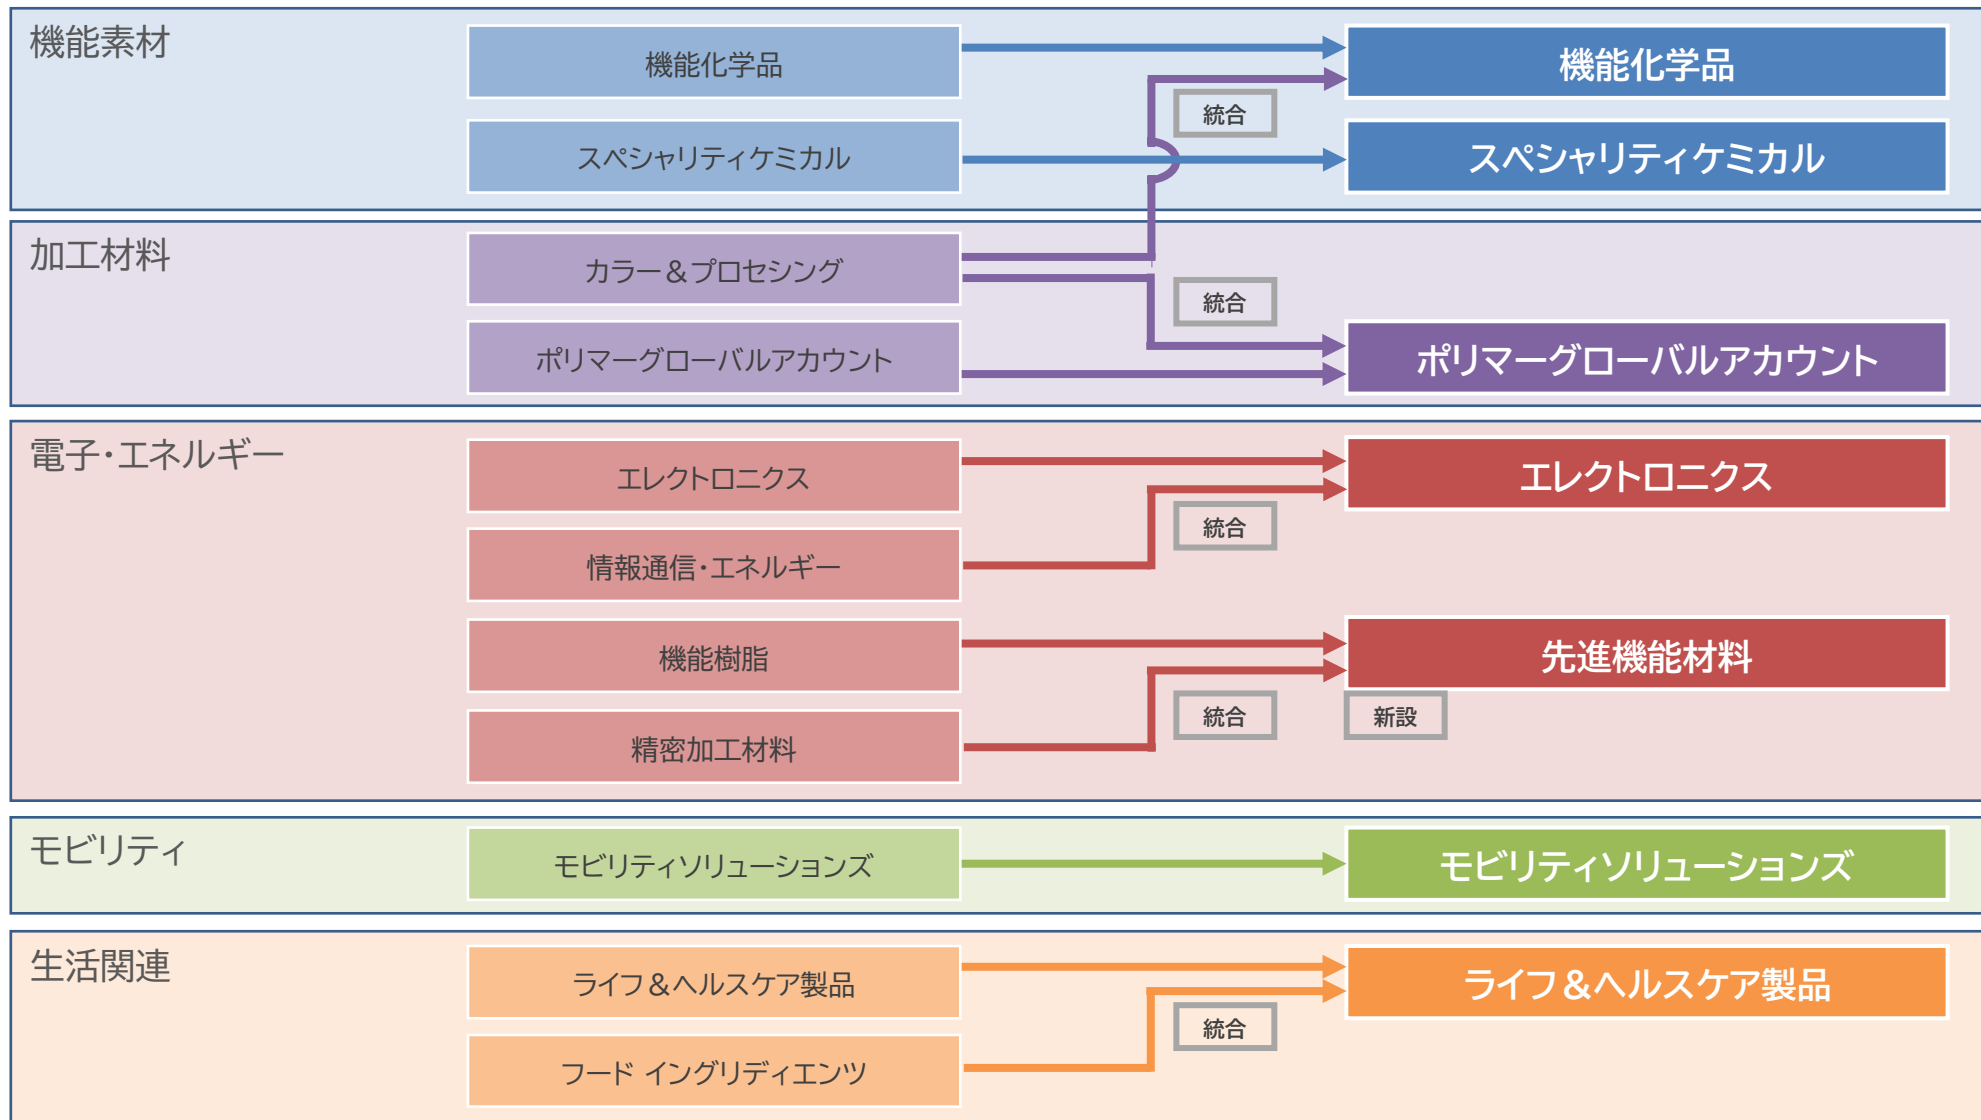 機能素材
機能化学品
機能化学品
統合
スペシャリティケミカル
スペシャリティケミカル
加工材料
カラー＆プロセシング
統合
ポリマーグローバルアカウント
ポリマーグローバルアカウント
電子・エネルギー
エレクトロニクス
エレクトロニクス
統合
情報通信・エネルギー
機能樹脂
先進機能材料
統合
新設
精密加工材料
モビリティ
モビリティソリューションズ
モビリティソリューションズ
生活関連
ライフ＆ヘルスケア製品
ライフ＆ヘルスケア製品
統合
フード イングリディエンツ